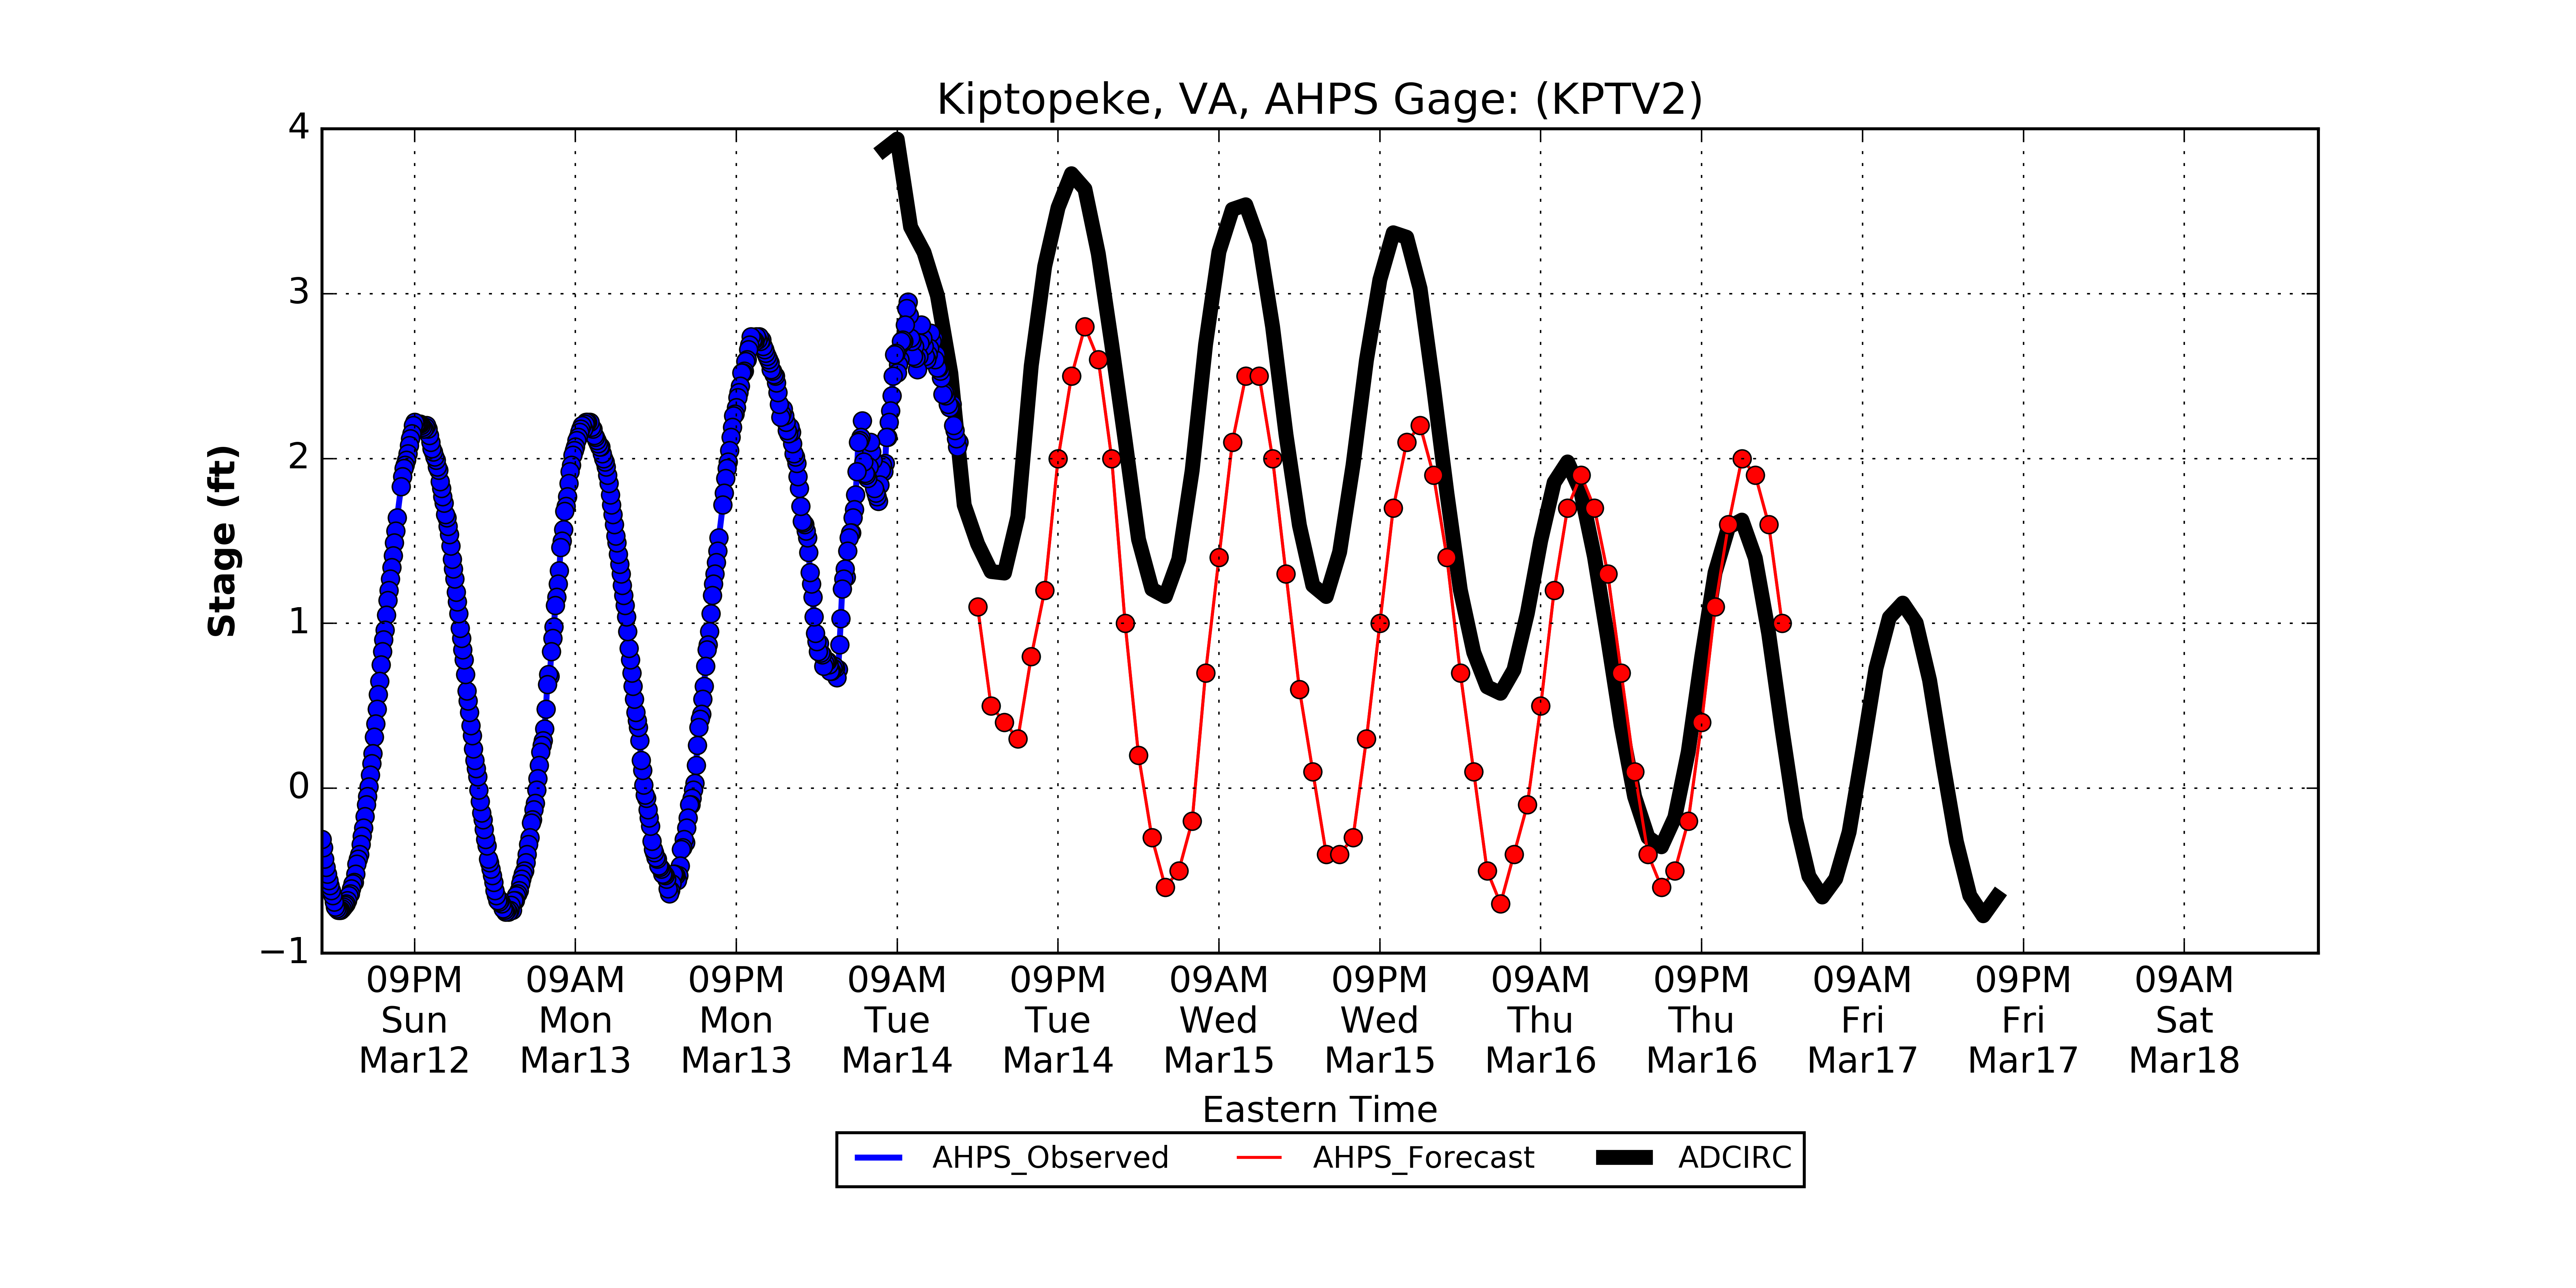 Kiptopeke, VA, AHPS Gage: (KPTV2)
4
3
2
1
0
−1
Stage (ft)
09PM 09AM 09PM 09AM 09PM 09AM 09PM 09AM 09PM 09AM 09PM 09AM
Sun Mon Mon Tue Tue Wed Wed Thu Thu Fri Fri Sat
Mar12 Mar13 Mar13 Mar14 Mar14 Mar15 Mar15 Mar16 Mar16 Mar17 Mar17 Mar18
Eastern Time
AHPS_Observed AHPS_Forecast ADCIRC